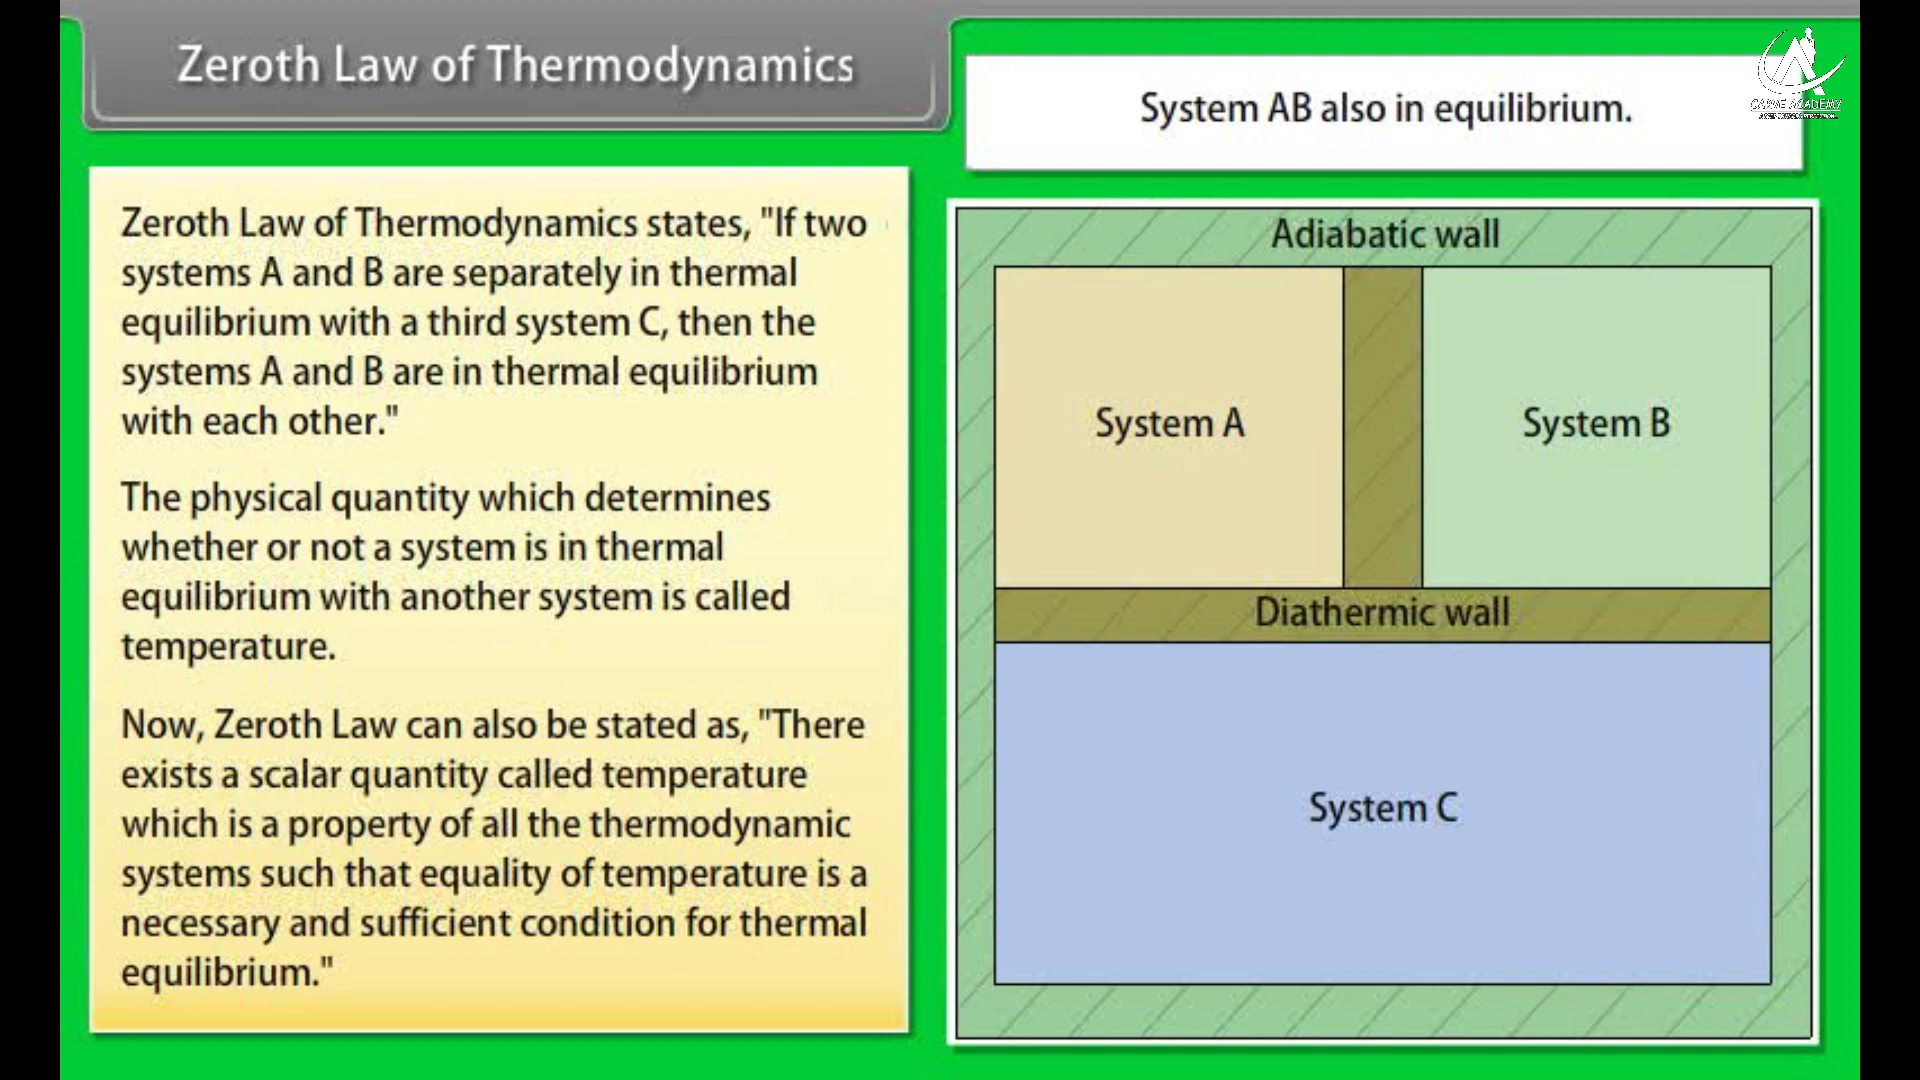 Zeroth Law of Thermodynamics
System AB also in equilibrium.
CARVE ACADEMY
Zeroth Law of Thermodynamics states, "If two
systems A and B are separately in thermal
equilibrium with a third system C, then the
systems A and B are in thermal equilibrium
with each other."
The physical quantity which determines
whether or not a system is in thermal
equilibrium with another system is called
temperature.
Now, Zeroth Law can also be stated as, "There
exists a scalar quantity called temperature
which is a property of all the thermodynamic
systems such that equality of temperature is a
necessary and sufficient condition for thermal
equilibrium."
Adiabatic wall
System A
System B
Diathermic wall
System C